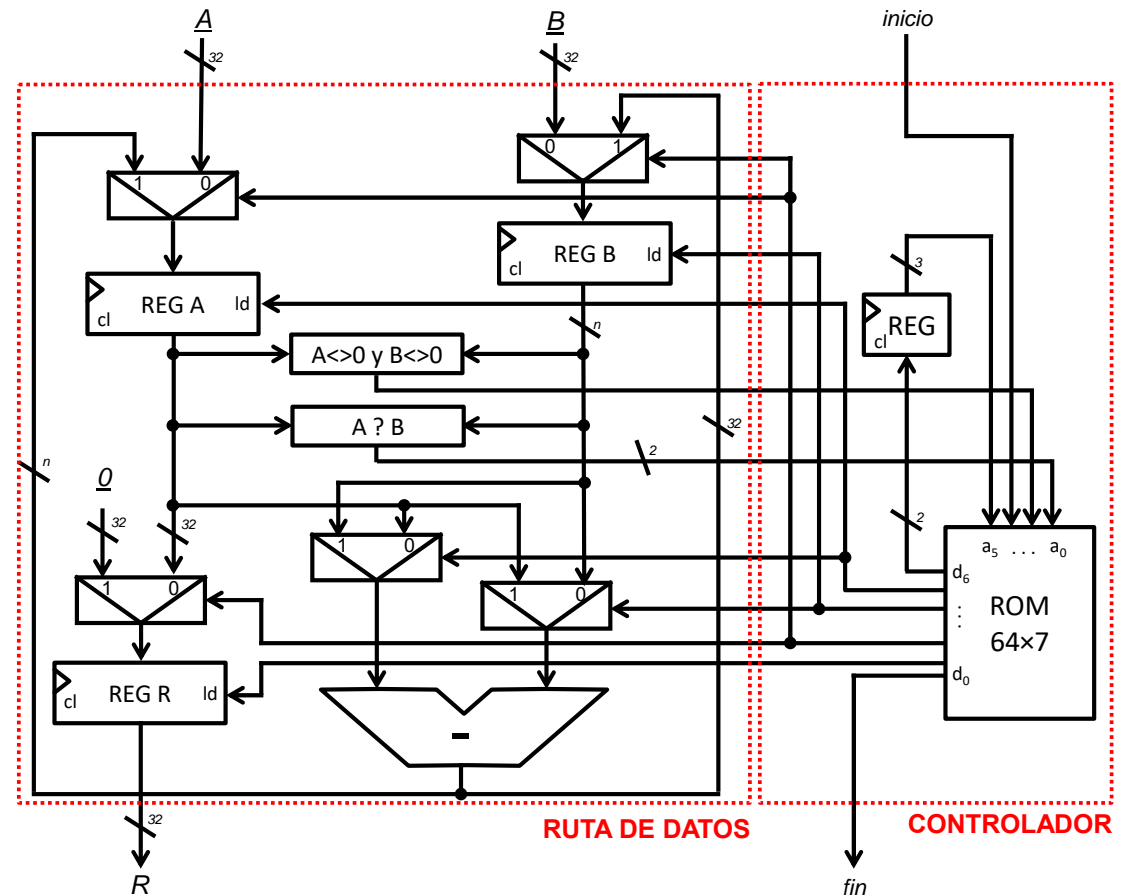 A
B
inicio
32
32
0 1
1 0
REG B
cl ld
3
REG A
cl ld
REG
cl
n
A<>0 y B<>0
A ? B
32
2
n
0
32
32
2
1 0
a5 . . . a0
1 0
1 0
d6
ROM
64×7
d0
REG R
cl ld
-
RUTA DE DATOS
CONTROLADOR
32
R
fin